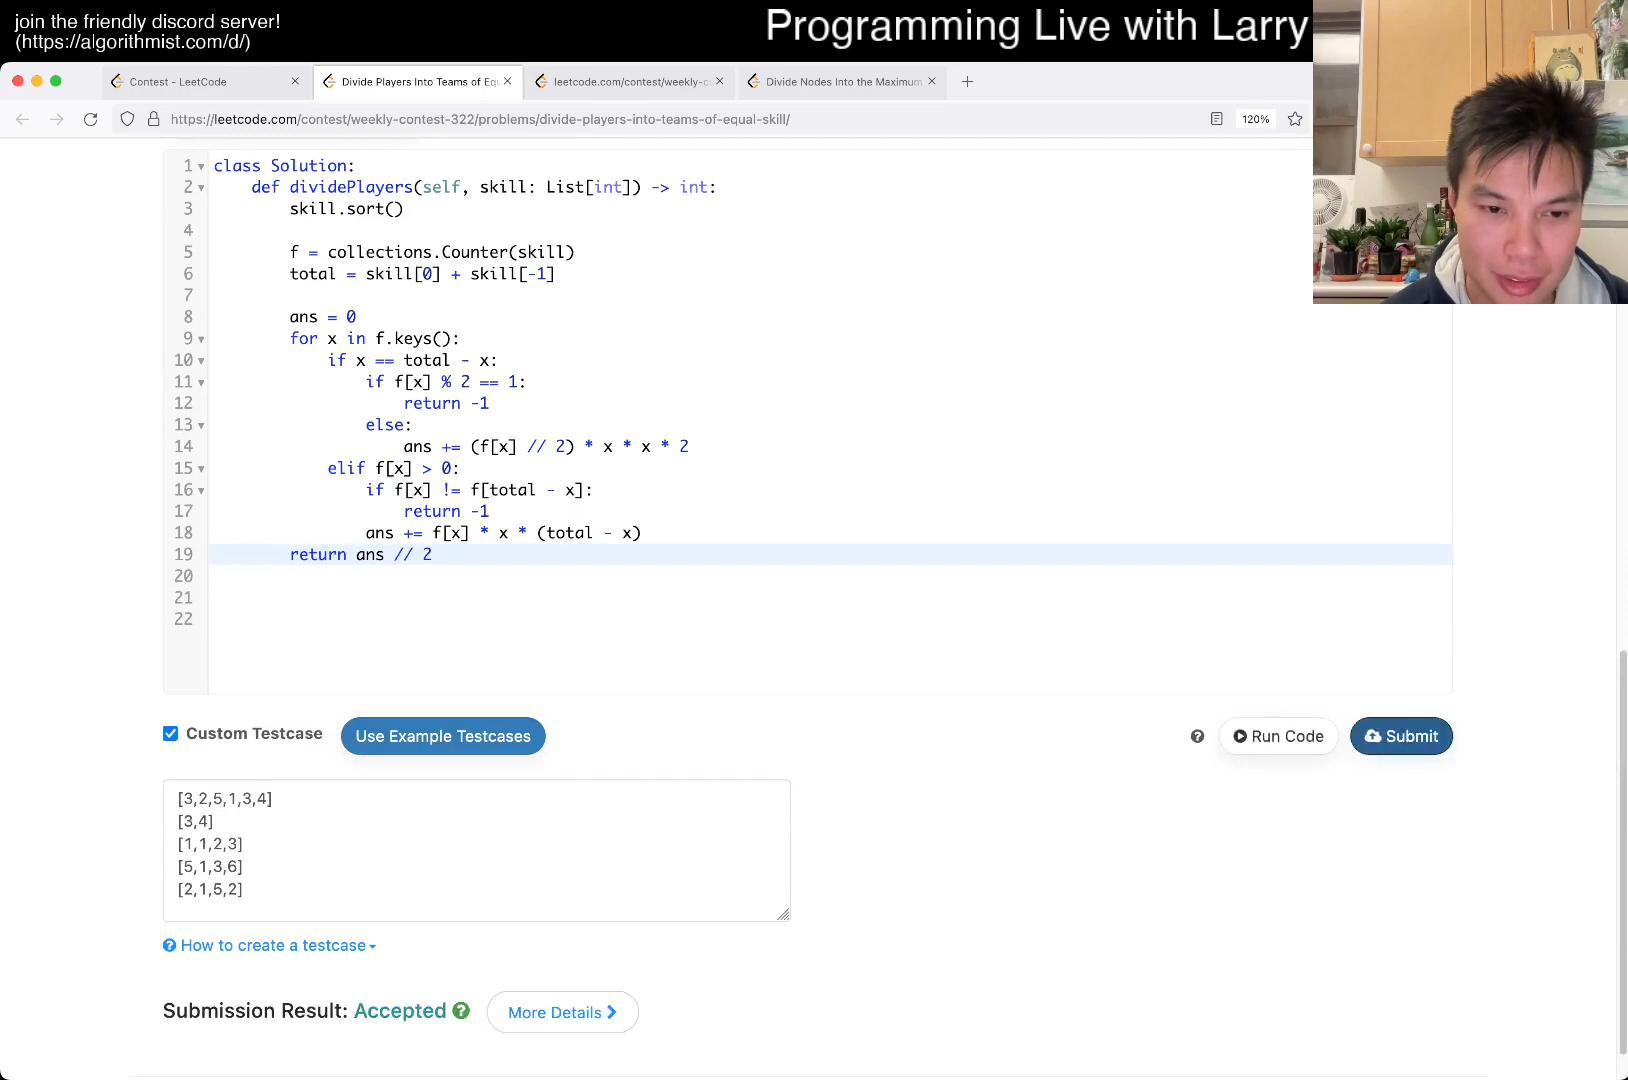 join the friendly discord server!
(https://algorithmist.com/d/)
Programming Live with Larry
Contest - LeetCode
Divide Players Into Teams of Equ
leetcode.com/contest/weekly-c
Divide Nodes Into the Maximum
https://leetcode.com/contest/weekly-contest-322/problems/divide-players-into-teams-of-equal-skill/
120%
1 class Solution:
2     def dividePlayers(self, skill: List[int]) -> int:
3         skill.sort()
4
5         f = collections.Counter(skill)
6         total = skill[0] + skill[-1]
7
8         ans = 0
9         for x in f.keys():
10             if x == total - x:
11                 if f[x] % 2 == 1:
12                     return -1
13                 else:
14                     ans += (f[x] // 2) * x * x * 2
15             elif f[x] > 0:
16                 if f[x] != f[total - x]:
17                     return -1
18                 ans += f[x] * x * (total - x)
19         return ans // 2
20
21
22
Custom Testcase
Use Example Testcases
Run Code
Submit
[3,2,5,1,3,4]
[3,4]
[1,1,2,3]
[5,1,3,6]
[2,1,5,2]
How to create a testcase
Submission Result: Accepted
More Details